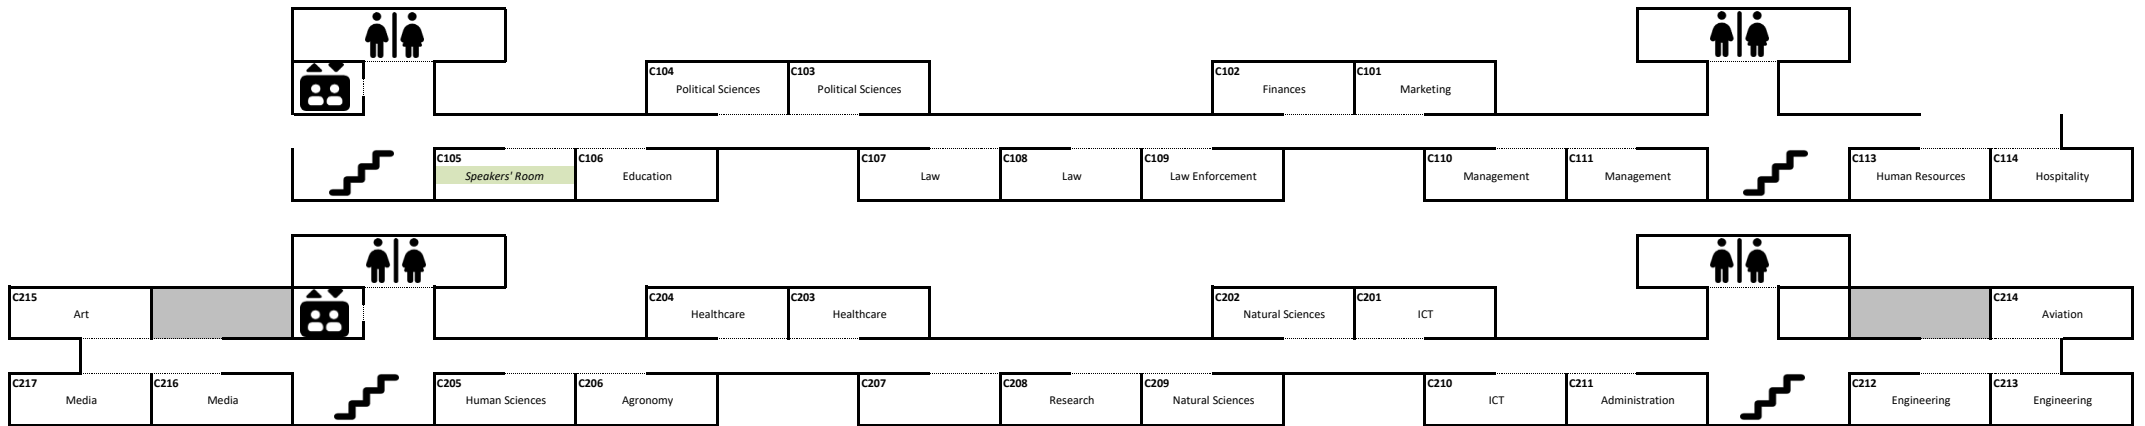 C104
Political Sciences
C103
Political Sciences
C102
Finances
C101
Marketing
C105
Speakers' Room
C106
Education
C107
Law
C108
Law
C109
Law Enforcement
C110
Management
C111
Management
C113
Human Resources
C114
Hospitality
C215
Art
C204
Healthcare
C203
Healthcare
C202
Natural Sciences
C201
ICT
C214
Aviation
C217
Media
C216
Media
C205
Human Sciences
C206
Agronomy
C207
C208
Research
C209
Natural Sciences
C210
ICT
C211
Administration
C212
Engineering
C213
Engineering